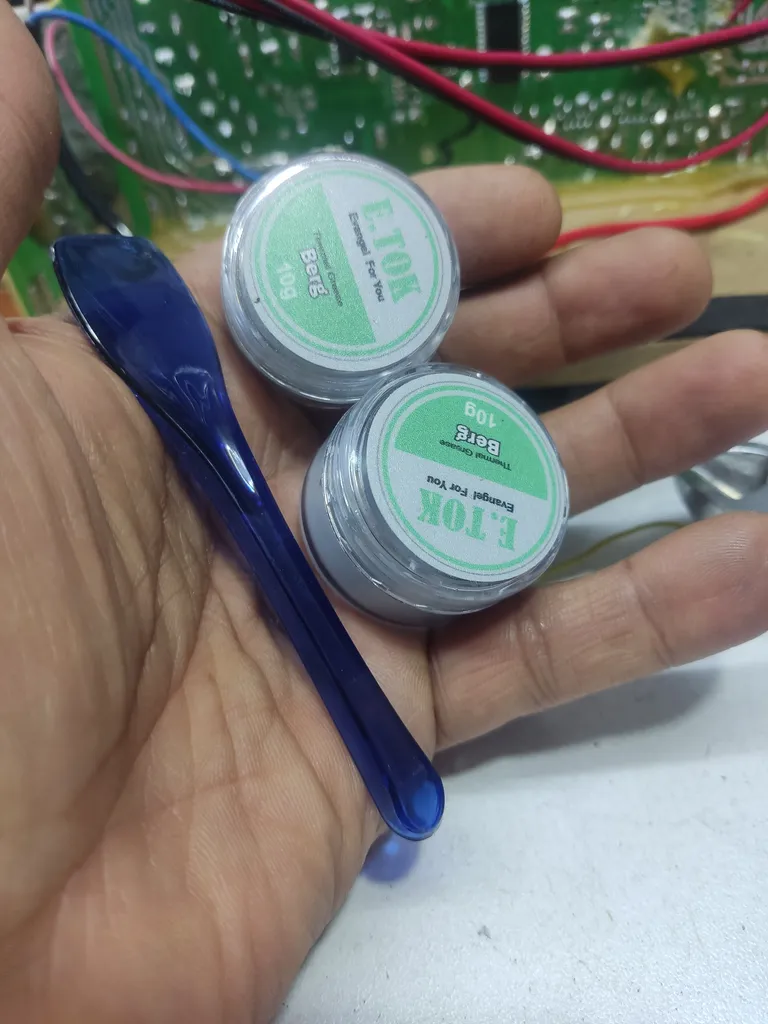 E.TOK
Evangel For You
Thermal Grease
Berg
10g
E.TOK
Evangel For You
Thermal Grease
Berg
10g